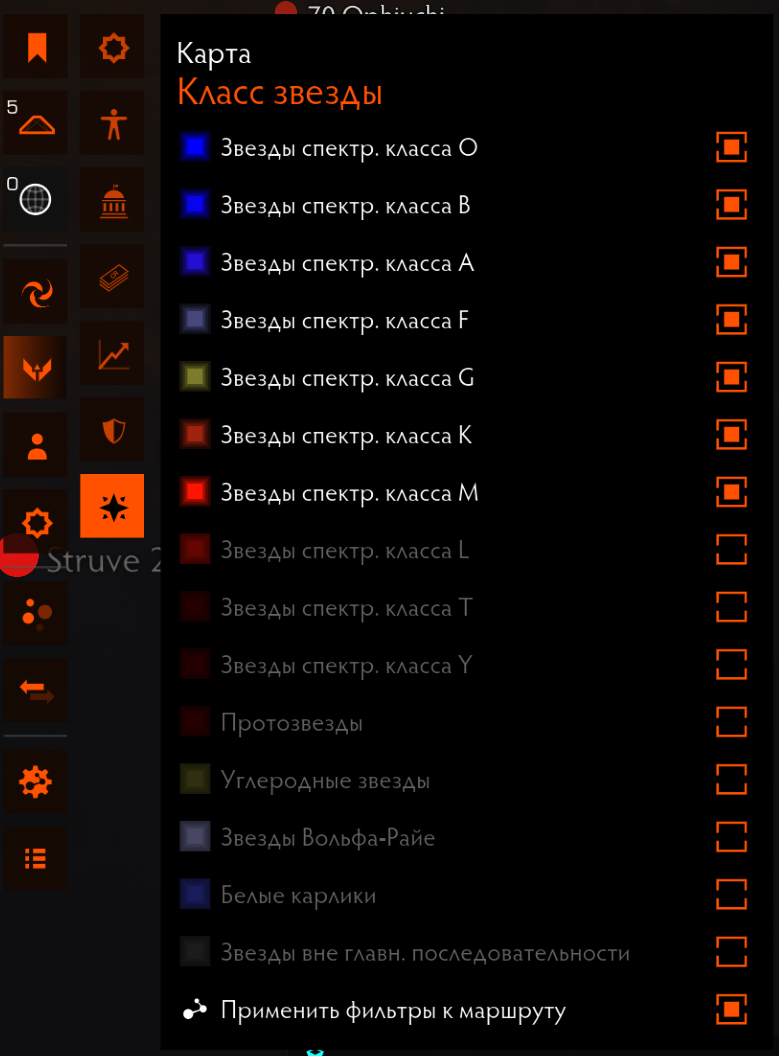 70 Ophiuchi
Карта
Класс звезды
5
0
Звезды спектр. класса O
Звезды спектр. класса B
Звезды спектр. класса A
Звезды спектр. класса F
Звезды спектр. класса G
Звезды спектр. класса K
Звезды спектр. класса M
Звезды спектр. класса L
Struve 2
Звезды спектр. класса T
Звезды спектр. класса Y
Протозвезды
Углеродные звезды
Звезды Вольфа-Райе
Белые карлики
Звезды вне главн. последовательности
Применить фильтры к маршруту